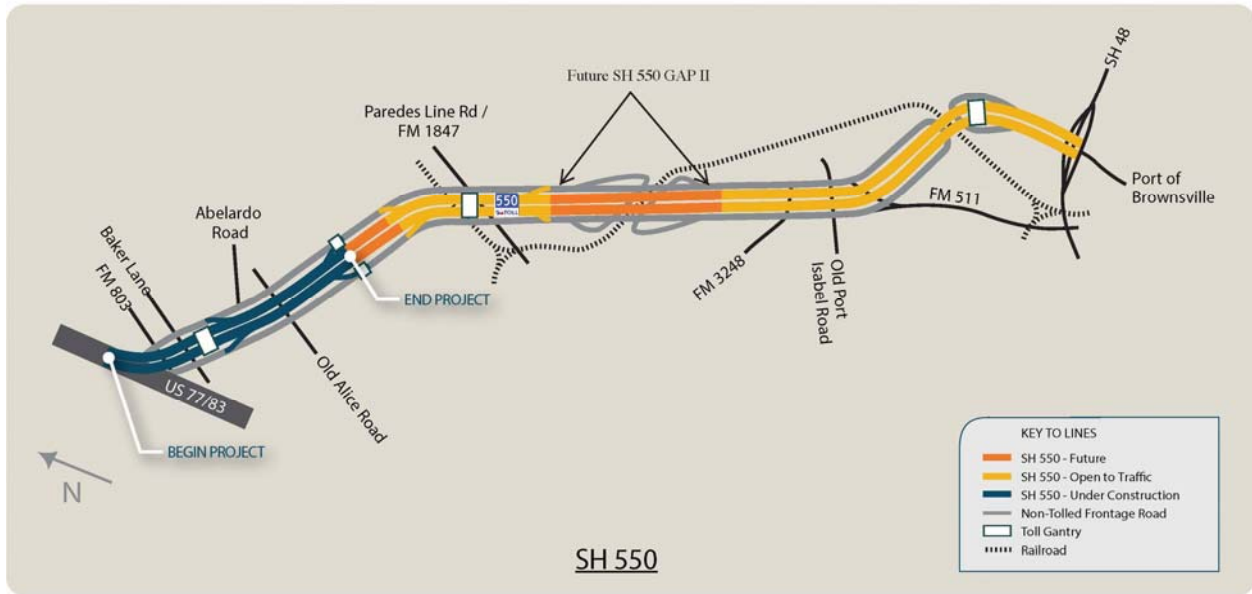 Future SH 550 GAP II
SH 48
Paredes Line Rd /
FM 1847
550
Abelardo
Road
Port of
Brownsville
FM 511
Baker Lane
FM 803
END PROJECT
FM 3248
Old Port
Isabel Road
Old Alice Road
US 77/83
BEGIN PROJECT
N
KEY TO LINES
SH 550 - Future
SH 550 - Open to Traffic
SH 550 - Under Construction
Non-Tolled Frontage Road
Toll Gantry
Railroad
SH 550